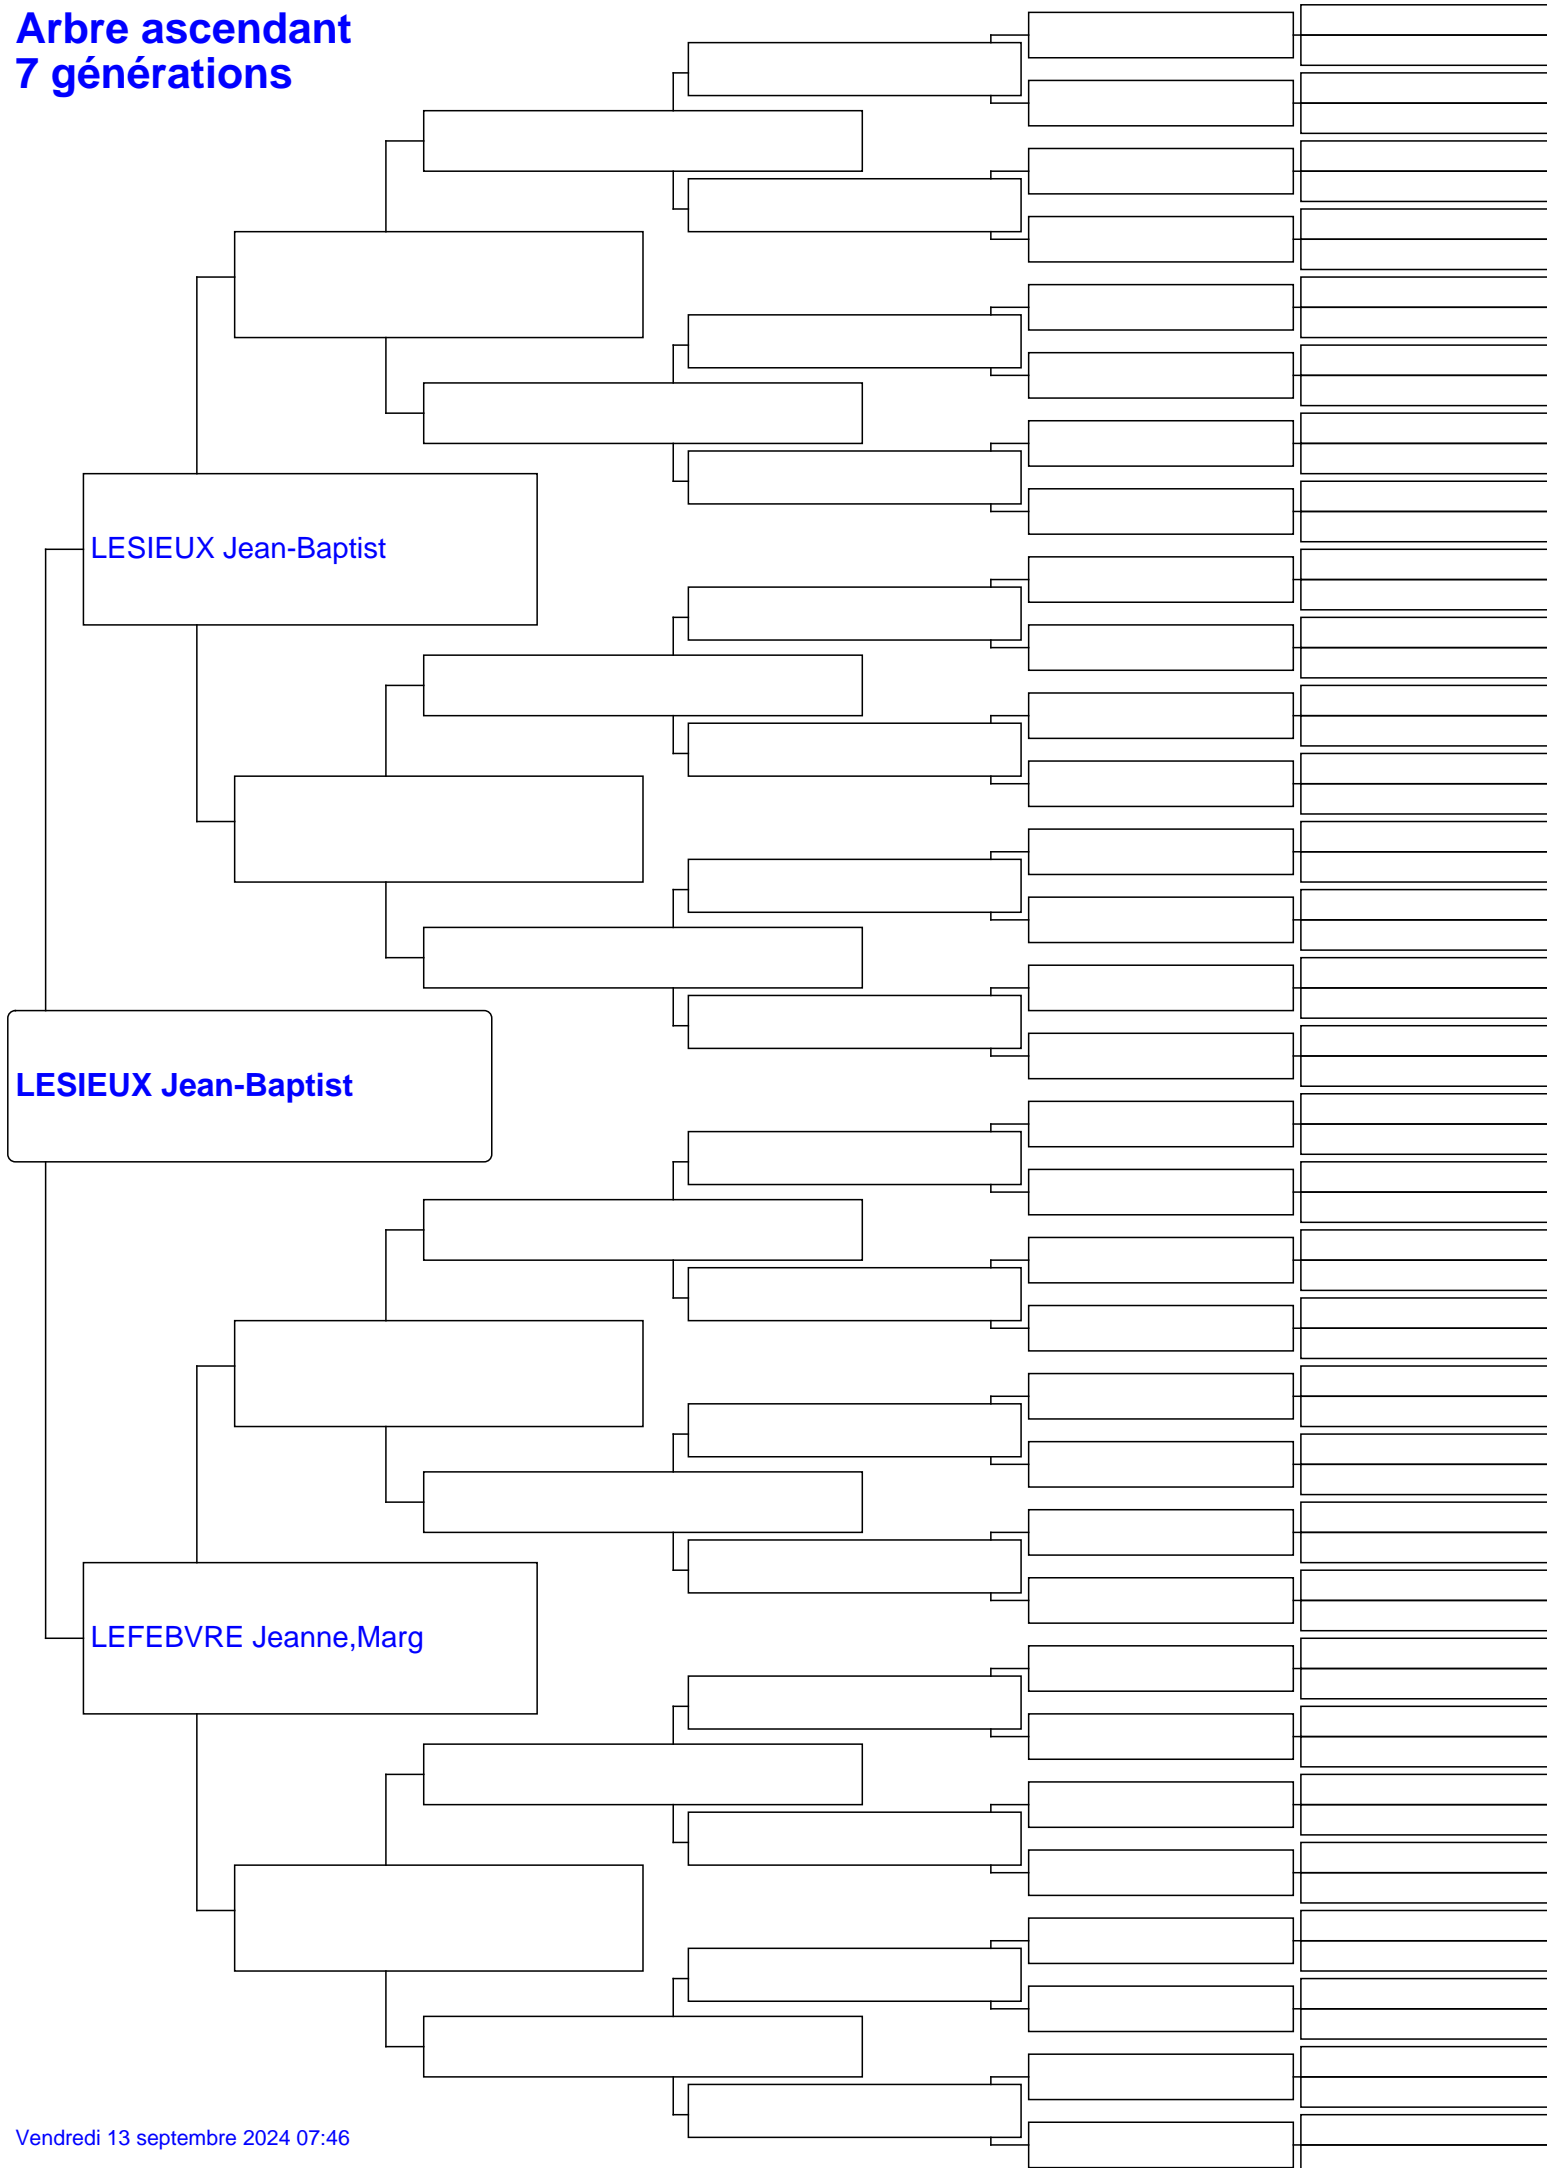 Arbre ascendant
7 générations
LESIEUX Jean-Baptist
LESIEUX Jean-Baptist
LEFEBVRE Jeanne,Marg
Vendredi 13 septembre 2024 07:46